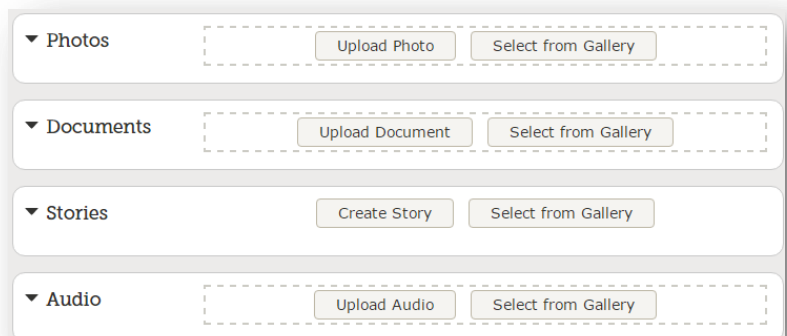 Photos Upload Photo Select from Gallery
Documents Upload Document Select from Gallery
Stories Create Story Select from Gallery
Audio Upload Audio Select from Gallery